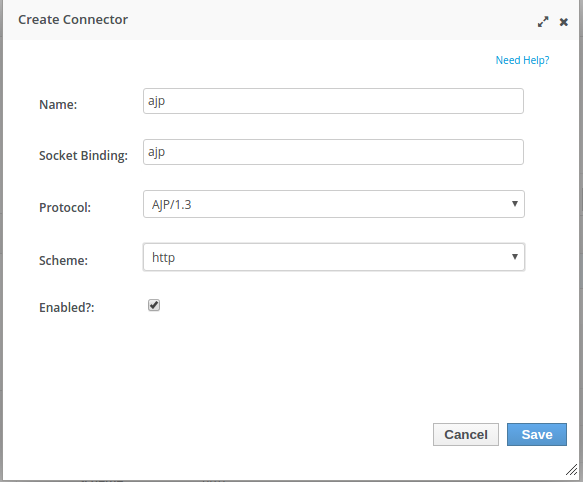 Create Connector
Need Help?
Name: ajp
Socket Binding: ajp
Protocol: AJP/1.3
Scheme: http
Enabled?:
Cancel Save